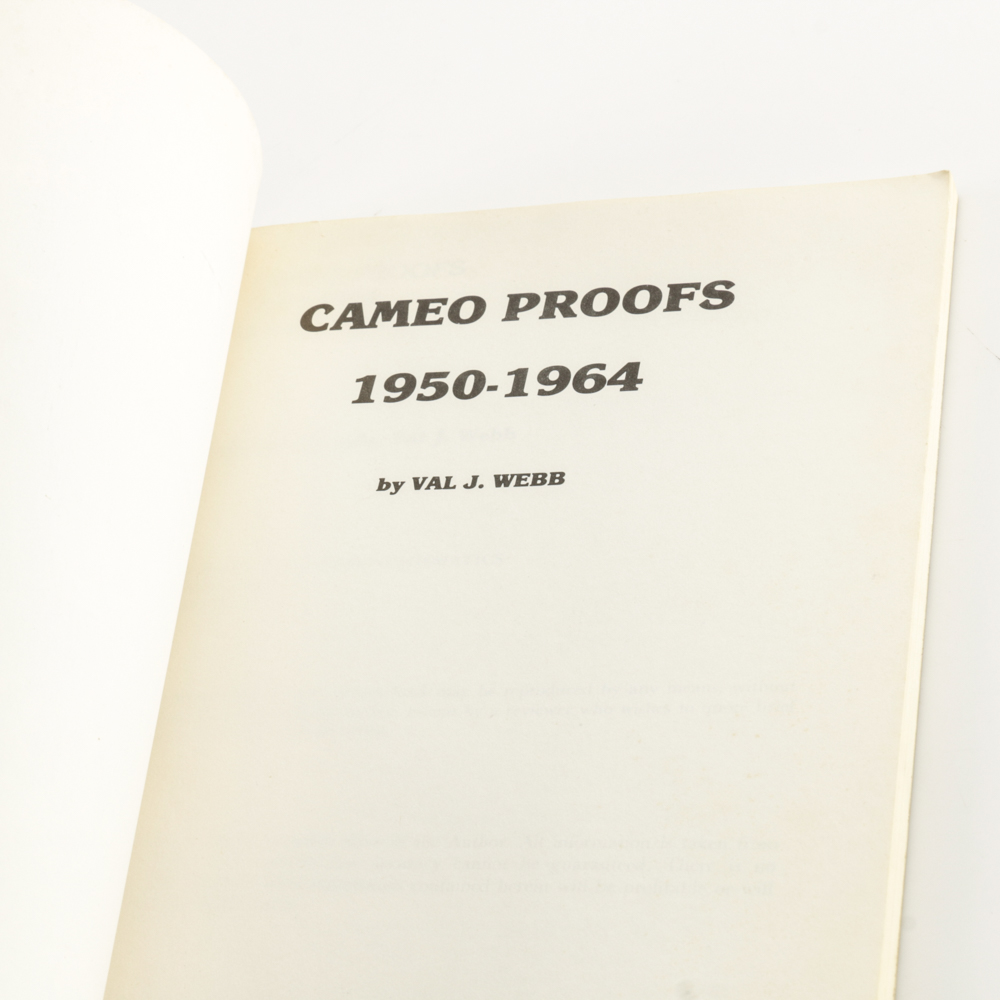 CAMEO PROOFS
1950-1964
by VAL J. WEBB